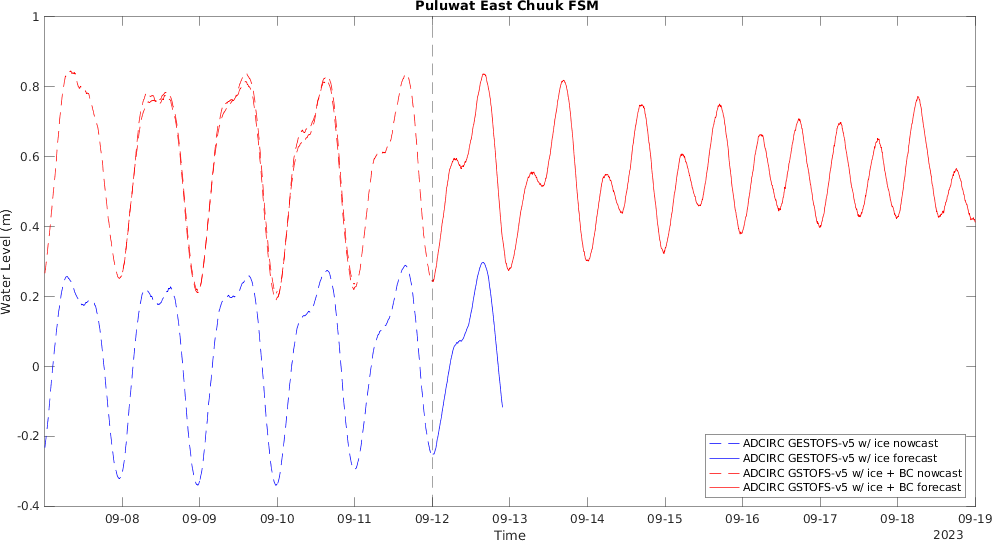 Puluwat East Chuuk FSM
1
0.8
0.6
0.4
0.2
0
-0.2
-0.4
Water Level (m)
ADCIRC GESTOFS-v5 w/ ice nowcast
ADCIRC GESTOFS-v5 w/ ice forecast
ADCIRC GSTOFS-v5 w/ ice + BC nowcast
ADCIRC GSTOFS-v5 w/ ice + BC forecast
09-08 09-09 09-10 09-11 09-12 09-13 09-14 09-15 09-16 09-17 09-18 09-19
Time
2023